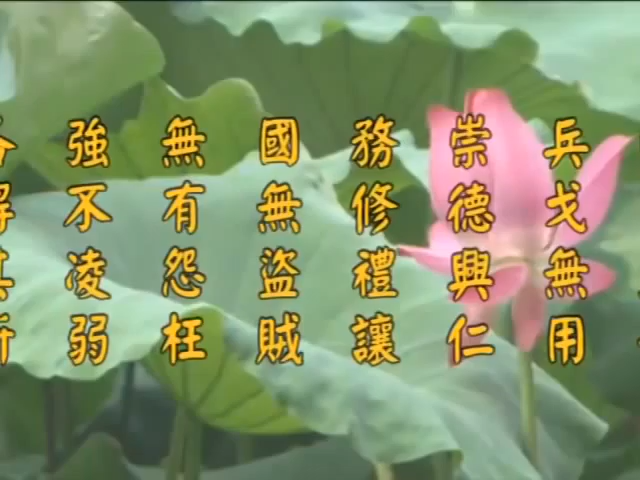 兵戈無用
崇德興仁
務修禮讓
國無盜賊
無有怨枉
強不凌弱